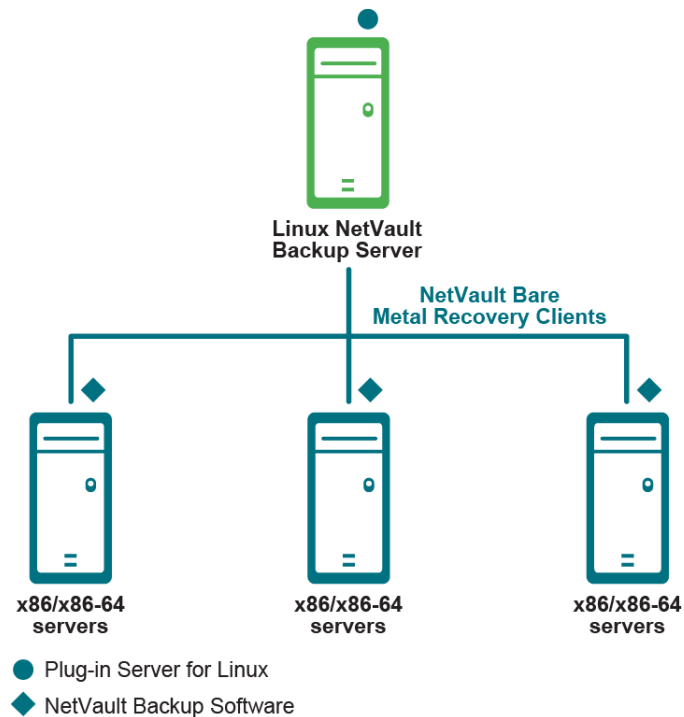 Linux NetVault
Backup Server
NetVault Bare
Metal Recovery Clients
x86/x86-64
servers
x86/x86-64
servers
x86/x86-64
servers
Plug-in Server for Linux
NetVault Backup Software